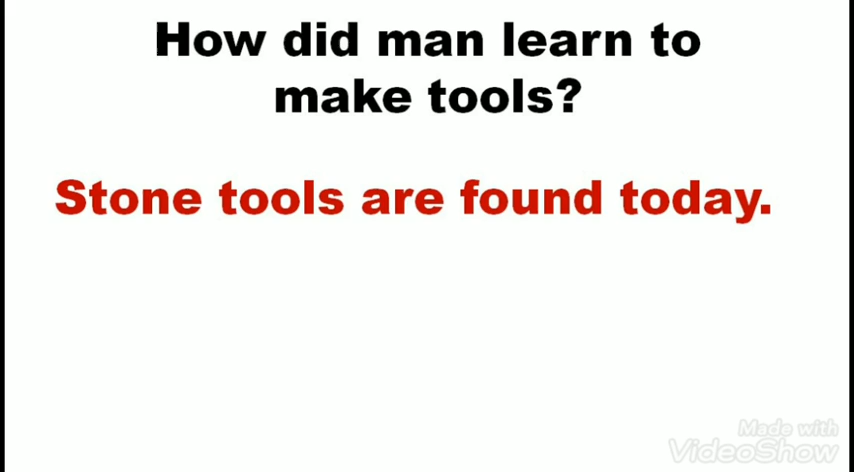 How did man learn to
make tools?
Stone tools are found today.
Made with
VideoShow